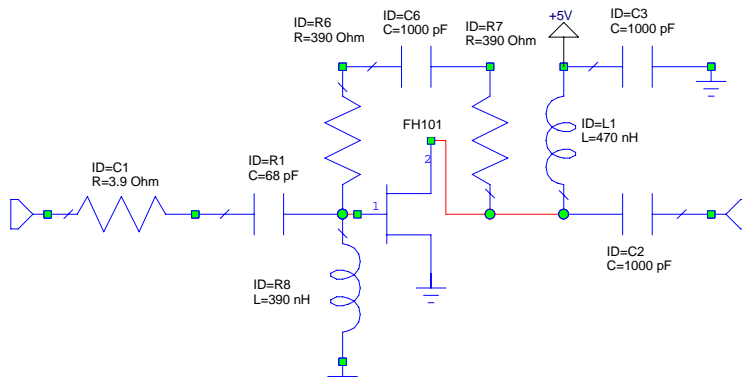 ID=R6
R=390 Ohm
ID=C6
C=1000 pF
ID=R7
R=390 Ohm
+5V
ID=C3
C=1000 pF
FH101
ID=L1
L=470 nH
2
ID=C1
R=3.9 Ohm
ID=R1
C=68 pF
1
ID=R8
L=390 nH
ID=C2
C=1000 pF